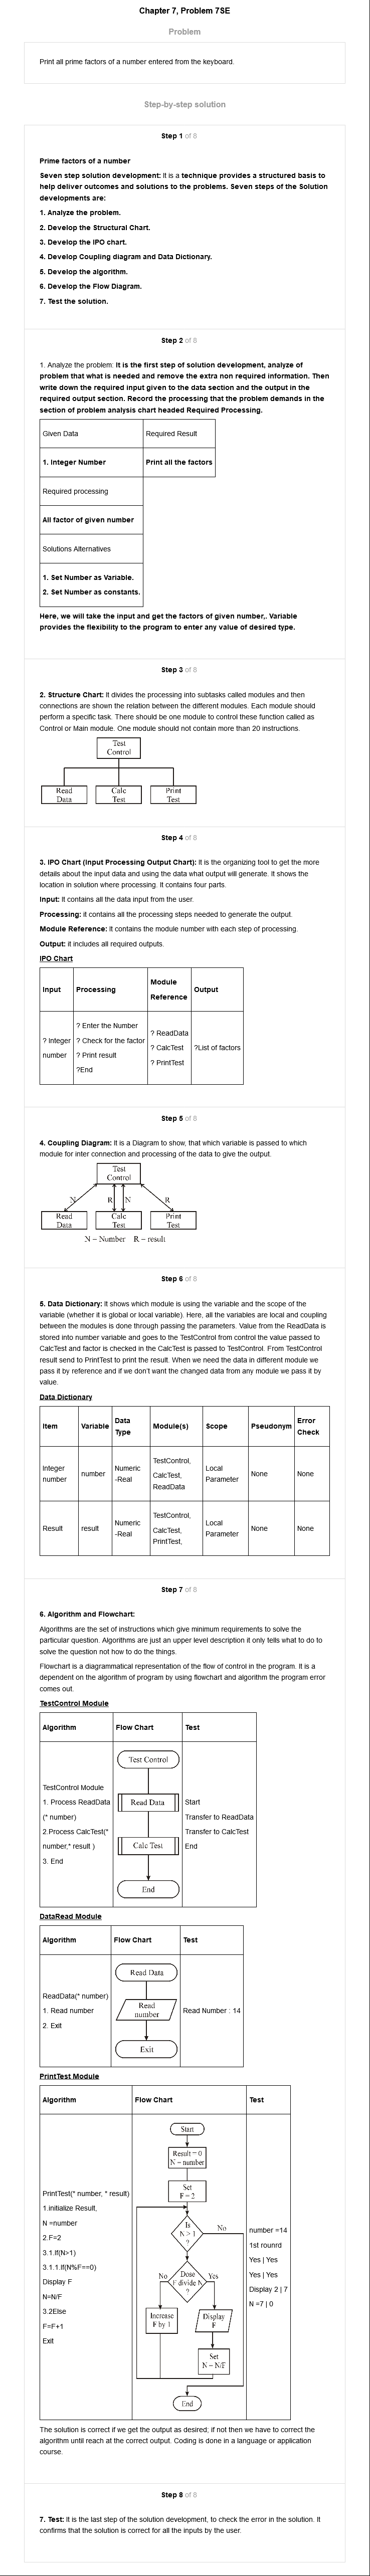 Chapter 7, Problem 7SE
Problem
Print all prime factors of a number entered from the keyboard.
Step-by-step solution
Step 1 of 8
Prime factors of a number
Seven step solution development: It is a technique provides a structured basis to
help deliver outcomes and solutions to the problems. Seven steps of the Solution
developments are:
1. Analyze the problem.
2. Develop the Structural Chart.
3. Develop the IPO chart.
4. Develop Coupling diagram and Data Dictionary.
5. Develop the algorithm.
6. Develop the Flow Diagram.
7. Test the solution.
Step 2 of 8
1. Analyze the problem: It is the first step of solution development, analyze of
problem that what is needed and remove the extra non required information. Then
write down the required input given to the data section and the output in the
required output section. Record the processing that the problem demands in the
section of problem analysis chart headed Required Processing.
Given Data
Required Result
1. Integer Number
Print all the factors
Required processing
All factor of given number
Solutions Alternatives
1. Set Number as Variable.
2. Set Number as constants.
Here, we will take the input and get the factors of given number,. Variable
provides the flexibility to the program to enter any value of desired type.
Step 3 of 8
2. Structure Chart: It divides the processing into subtasks called modules and then
connections are shown the relation between the different modules. Each module should
perform a specific task. There should be one module to control these function called as
Control or Main module. One module should not contain more than 20 instructions.
Test
Control
Read
Data
Calc
Test
Print
Test
Step 4 of 8
3. IPO Chart (Input Processing Output Chart): It is the organizing tool to get the more
details about the input data and using the data what output will generate. It shows the
location in solution where processing. It contains four parts.
Input: It contains all the data input from the user.
Processing: it contains all the processing steps needed to generate the output.
Module Reference: It contains the module number with each step of processing.
Output: it includes all required outputs.
IPO Chart
Input
Processing
Module
Reference
Output
? Integer
number
? Enter the Number
? Check for the factor
? Print result
?End
? ReadData
? CalcTest
? PrintTest
?List of factors
Step 5 of 8
4. Coupling Diagram: It is a Diagram to show, that which variable is passed to which
module for inter connection and processing of the data to give the output.
Test
Control
N
R
N
R
Read
Data
Calc
Test
Print
Test
N – Number R – result
Step 6 of 8
5. Data Dictionary: It shows which module is using the variable and the scope of the
variable (whether it is global or local variable). Here, all the variables are local and coupling
between the modules is done through passing the parameters. Value from the ReadData is
stored into number variable and goes to the TestControl from control the value passed to
CalcTest and factor is checked in the CalcTest is passed to TestControl. From TestControl
result send to PrintTest to print the result. When we need the data in different module we
pass it by reference and if we don't want the changed data from any module we pass it by
value.
Data Dictionary
Item
Variable
Data
Type
Module(s)
Scope
Pseudonym
Error
Check
Integer
number
number
Numeric
-Real
TestControl,
CalcTest,
ReadData
Local
Parameter
None
None
Result
result
Numeric
-Real
TestControl,
CalcTest,
PrintTest,
Local
Parameter
None
None
Step 7 of 8
6. Algorithm and Flowchart:
Algorithms are the set of instructions which give minimum requirements to solve the
particular question. Algorithms are just an upper level description it only tells what to do to
solve the question not how to do the things.
Flowchart is a diagrammatical representation of the flow of control in the program. It is a
dependent on the algorithm of program by using flowchart and algorithm the program error
comes out.
TestControl Module
Algorithm
Flow Chart
Test
TestControl Module
1. Process ReadData
(* number)
2.Process CalcTest(*
number,* result )
3. End
Test Control
Read Data
Calc Test
End
Start
Transfer to ReadData
Transfer to CalcTest
End
DataRead Module
Algorithm
Flow Chart
Test
ReadData(* number)
1. Read number
2. Exit
Read Data
Read
number
Exit
Read Number : 14
PrintTest Module
Algorithm
Flow Chart
Test
PrintTest(* number, * result)
1.initialize Result,
N =number
2.F=2
3.1.If(N>1)
3.1.1.If(N%F==0)
Display F
N=N/F
3.2Else
F=F+1
Exit
Start
Result = 0
N – number
Set
F = 2
Is
N > 1
?
No
Dose
F divide N
?
No
Yes
Increase
F by 1
Display
F
Set
N – N/F
End
number =14
1st rounrd
Yes | Yes
Yes | Yes
Display 2 | 7
N =7 | 0
The solution is correct if we get the output as desired; if not then we have to correct the
algorithm until reach at the correct output. Coding is done in a language or application
course.
Step 8 of 8
7. Test: It is the last step of the solution development, to check the error in the solution. It
confirms that the solution is correct for all the inputs by the user.